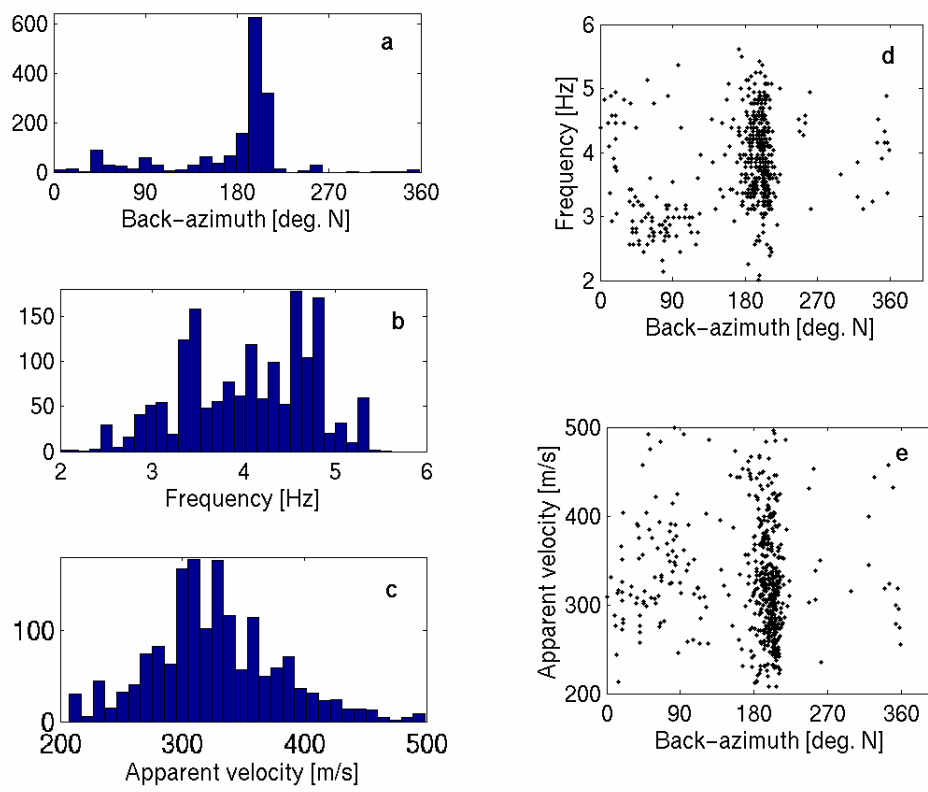 a
600
400
200
0
0 90 180 270 360
Back-azimuth [deg. N]
b
150
100
50
0
2 3 4 5 6
Frequency [Hz]
c
100
0
200 300 400 500
Apparent velocity [m/s]
d
6
5
4
3
2
Frequency [Hz]
0 90 180 270 360
Back-azimuth [deg. N]
e
500
400
300
200
Apparent velocity [m/s]
0 90 180 270 360
Back-azimuth [deg. N]